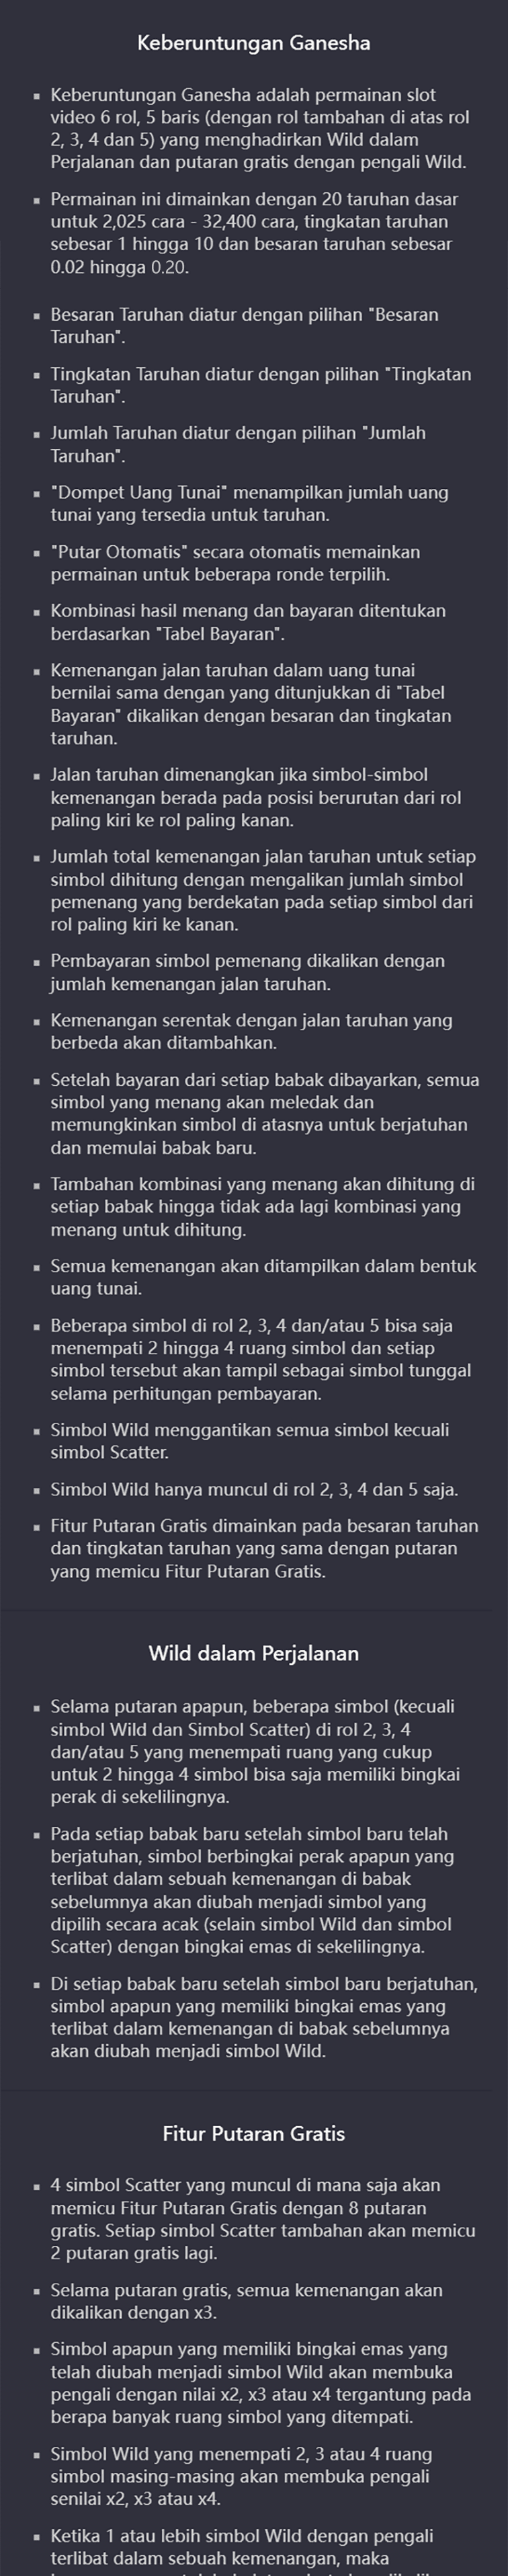 Keberuntungan Ganesha
▪ Keberuntungan Ganesha adalah permainan slot
video 6 rol, 5 baris (dengan rol tambahan di atas rol
2, 3, 4 dan 5) yang menghadirkan Wild dalam
Perjalanan dan putaran gratis dengan pengali Wild.
▪ Permainan ini dimainkan dengan 20 taruhan dasar
untuk 2,025 cara - 32,400 cara, tingkatan taruhan
sebesar 1 hingga 10 dan besaran taruhan sebesar
0.02 hingga 0.20.
▪ Besaran Taruhan diatur dengan pilihan "Besaran
Taruhan".
▪ Tingkatan Taruhan diatur dengan pilihan "Tingkatan
Taruhan".
▪ Jumlah Taruhan diatur dengan pilihan "Jumlah
Taruhan".
▪ "Dompet Uang Tunai" menampilkan jumlah uang
tunai yang tersedia untuk taruhan.
▪ "Putar Otomatis" secara otomatis memainkan
permainan untuk beberapa ronde terpilih.
▪ Kombinasi hasil menang dan bayaran ditentukan
berdasarkan "Tabel Bayaran".
▪ Kemenangan jalan taruhan dalam uang tunai
bernilai sama dengan yang ditunjukkan di "Tabel
Bayaran" dikalikan dengan besaran dan tingkatan
taruhan.
▪ Jalan taruhan dimenangkan jika simbol-simbol
kemenangan berada pada posisi berurutan dari rol
paling kiri ke rol paling kanan.
▪ Jumlah total kemenangan jalan taruhan untuk setiap
simbol dihitung dengan mengalikan jumlah simbol
pemenang yang berdekatan pada setiap simbol dari
rol paling kiri ke kanan.
▪ Pembayaran simbol pemenang dikalikan dengan
jumlah kemenangan jalan taruhan.
▪ Kemenangan serentak dengan jalan taruhan yang
berbeda akan ditambahkan.
▪ Setelah bayaran dari setiap babak dibayarkan, semua
simbol yang menang akan meledak dan
memungkinkan simbol di atasnya untuk berjatuhan
dan memulai babak baru.
▪ Tambahan kombinasi yang menang akan dihitung di
setiap babak hingga tidak ada lagi kombinasi yang
menang untuk dihitung.
▪ Semua kemenangan akan ditampilkan dalam bentuk
uang tunai.
▪ Beberapa simbol di rol 2, 3, 4 dan/atau 5 bisa saja
menempati 2 hingga 4 ruang simbol dan setiap
simbol tersebut akan tampil sebagai simbol tunggal
selama perhitungan pembayaran.
▪ Simbol Wild menggantikan semua simbol kecuali
simbol Scatter.
▪ Simbol Wild hanya muncul di rol 2, 3, 4 dan 5 saja.
▪ Fitur Putaran Gratis dimainkan pada besaran taruhan
dan tingkatan taruhan yang sama dengan putaran
yang memicu Fitur Putaran Gratis.
Wild dalam Perjalanan
▪ Selama putaran apapun, beberapa simbol (kecuali
simbol Wild dan Simbol Scatter) di rol 2, 3, 4
dan/atau 5 yang menempati ruang yang cukup
untuk 2 hingga 4 simbol bisa saja memiliki bingkai
perak di sekelilingnya.
▪ Pada setiap babak baru setelah simbol baru telah
berjatuhan, simbol berbingkai perak apapun yang
terlibat dalam sebuah kemenangan di babak
sebelumnya akan diubah menjadi simbol yang
dipilih secara acak (selain simbol Wild dan simbol
Scatter) dengan bingkai emas di sekelilingnya.
▪ Di setiap babak baru setelah simbol baru berjatuhan,
simbol apapun yang memiliki bingkai emas yang
terlibat dalam kemenangan di babak sebelumnya
akan diubah menjadi simbol Wild.
Fitur Putaran Gratis
▪ 4 simbol Scatter yang muncul di mana saja akan
memicu Fitur Putaran Gratis dengan 8 putaran
gratis. Setiap simbol Scatter tambahan akan memicu
2 putaran gratis lagi.
▪ Selama putaran gratis, semua kemenangan akan
dikalikan dengan x3.
▪ Simbol apapun yang memiliki bingkai emas yang
telah diubah menjadi simbol Wild akan membuka
pengali dengan nilai x2, x3 atau x4 tergantung pada
berapa banyak ruang simbol yang ditempati.
▪ Simbol Wild yang menempati 2, 3 atau 4 ruang
simbol masing-masing akan membuka pengali
senilai x2, x3 atau x4.
▪ Ketika 1 atau lebih simbol Wild dengan pengali
terlibat dalam sebuah kemenangan, maka